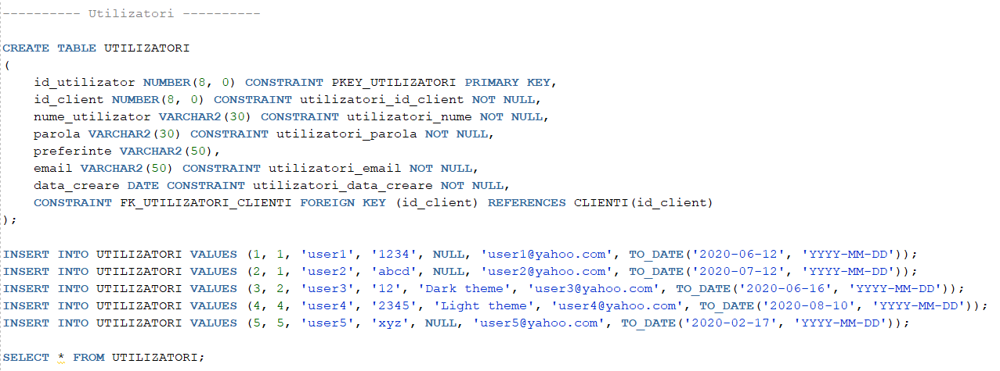 ---------- Utilizatori ----------
CREATE TABLE UTILIZATORI
(
    id_utilizator NUMBER(8, 0) CONSTRAINT PKEY_UTILIZATORI PRIMARY KEY,
    id_client NUMBER(8, 0) CONSTRAINT utilizatori_id_client NOT NULL,
    nume_utilizator VARCHAR2(30) CONSTRAINT utilizatori_nume NOT NULL,
    parola VARCHAR2(30) CONSTRAINT utilizatori_parola NOT NULL,
    preferinte VARCHAR2(50),
    email VARCHAR2(50) CONSTRAINT utilizatori_email NOT NULL,
    data_creare DATE CONSTRAINT utilizatori_data_creare NOT NULL,
    CONSTRAINT FK_UTILIZATORI_CLIENTI FOREIGN KEY (id_client) REFERENCES CLIENTI(id_client)
);
INSERT INTO UTILIZATORI VALUES (1, 1, 'user1', '1234', NULL, 'user1@yahoo.com', TO_DATE('2020-06-12', 'YYYY-MM-DD'));
INSERT INTO UTILIZATORI VALUES (2, 1, 'user2', 'abcd', NULL, 'user2@yahoo.com', TO_DATE('2020-07-12', 'YYYY-MM-DD'));
INSERT INTO UTILIZATORI VALUES (3, 2, 'user3', '12', 'Dark theme', 'user3@yahoo.com', TO_DATE('2020-06-16', 'YYYY-MM-DD'));
INSERT INTO UTILIZATORI VALUES (4, 4, 'user4', '2345', 'Light theme', 'user4@yahoo.com', TO_DATE('2020-08-10', 'YYYY-MM-DD'));
INSERT INTO UTILIZATORI VALUES (5, 5, 'user5', 'xyz', NULL, 'user5@yahoo.com', TO_DATE('2020-02-17', 'YYYY-MM-DD'));
SELECT * FROM UTILIZATORI;